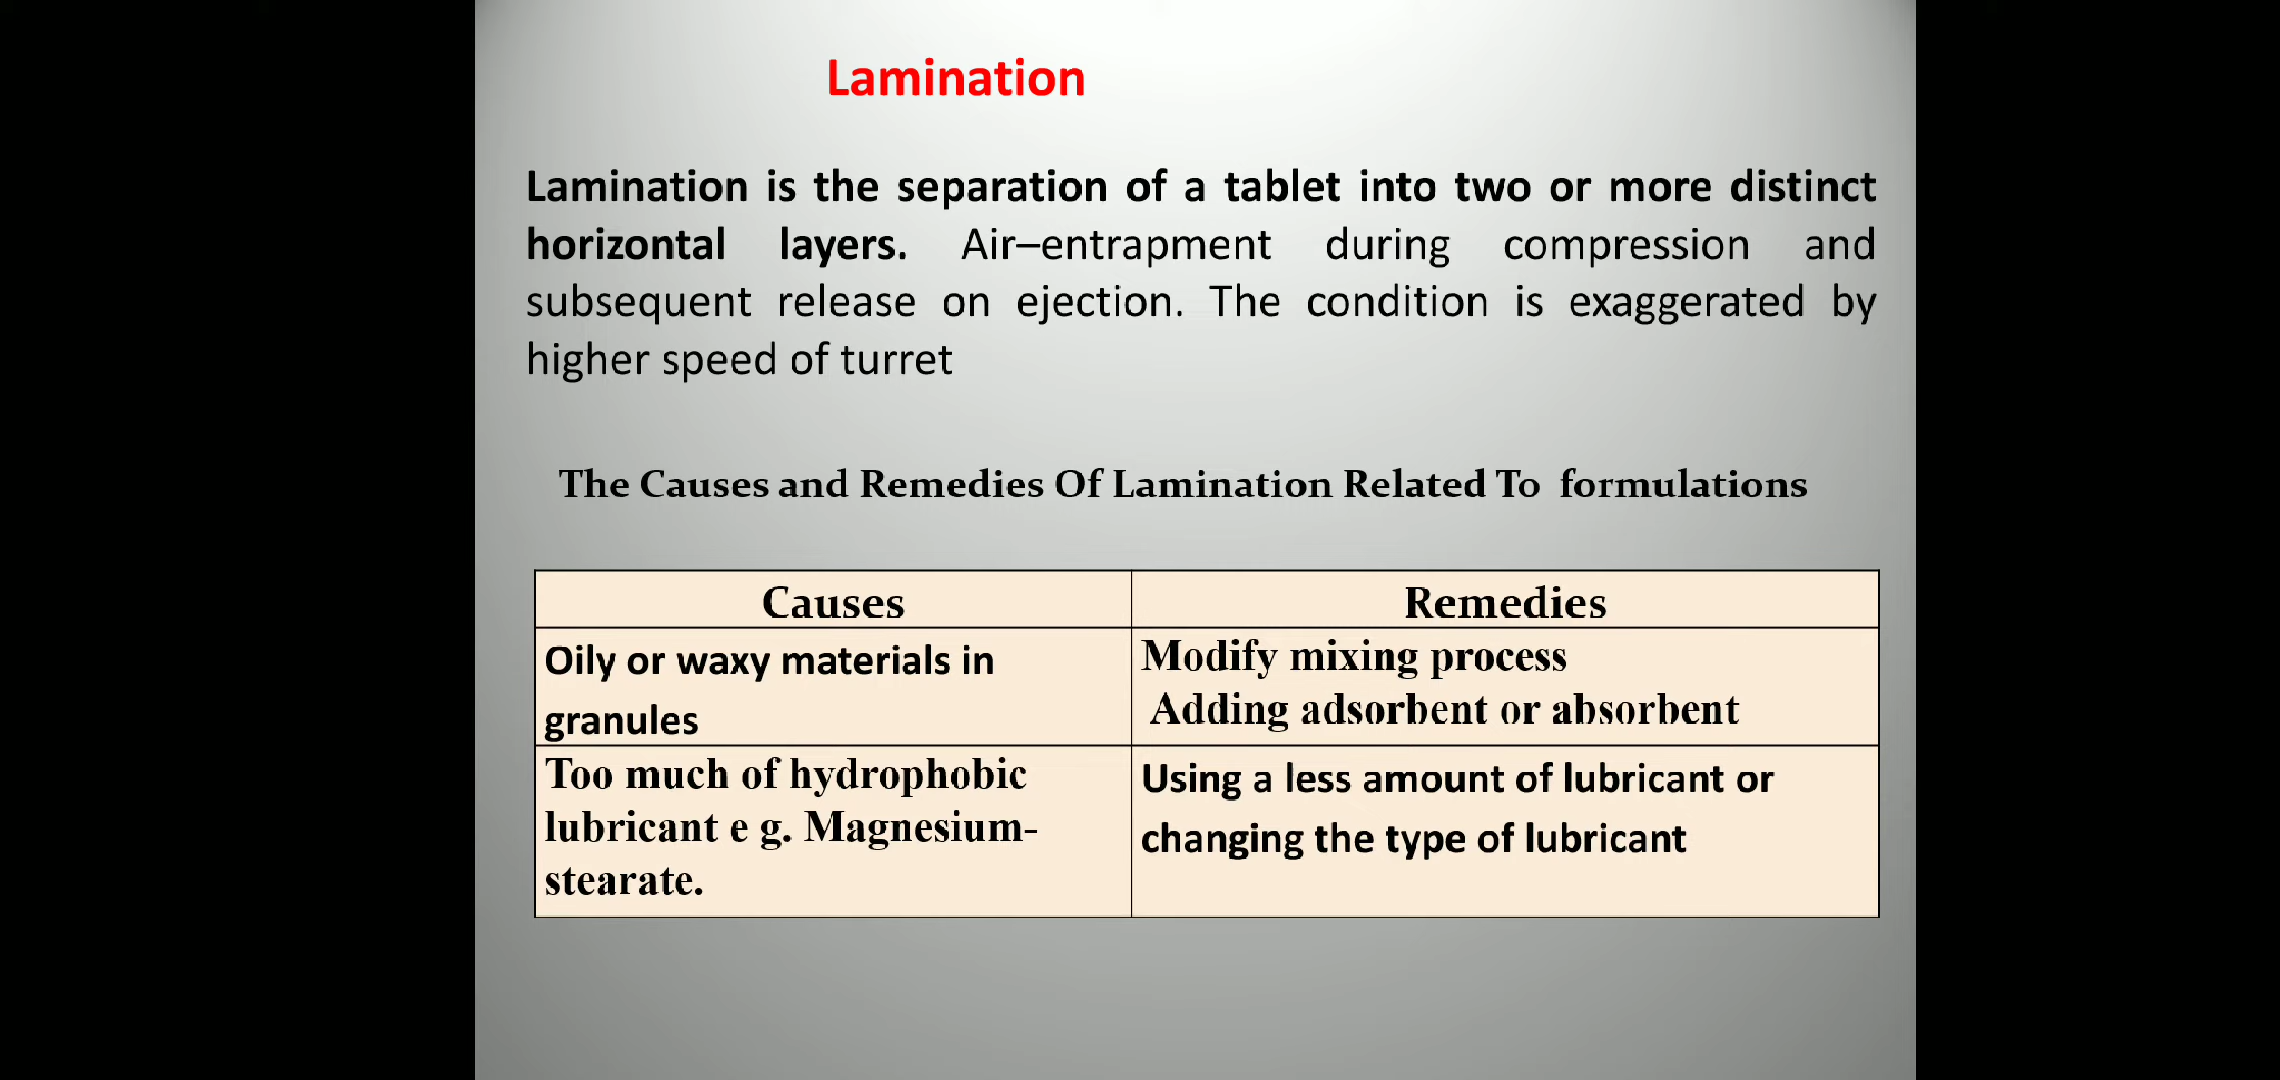 Lamination
Lamination is the separation of a tablet into two or more distinct
horizontal layers. Air–entrapment during compression and
subsequent release on ejection. The condition is exaggerated by
higher speed of turret
The Causes and Remedies Of Lamination Related To formulations
Causes
Remedies
Oily or waxy materials in
granules
Modify mixing process
Adding adsorbent or absorbent
Too much of hydrophobic
lubricant e g. Magnesium-
stearate.
Using a less amount of lubricant or
changing the type of lubricant